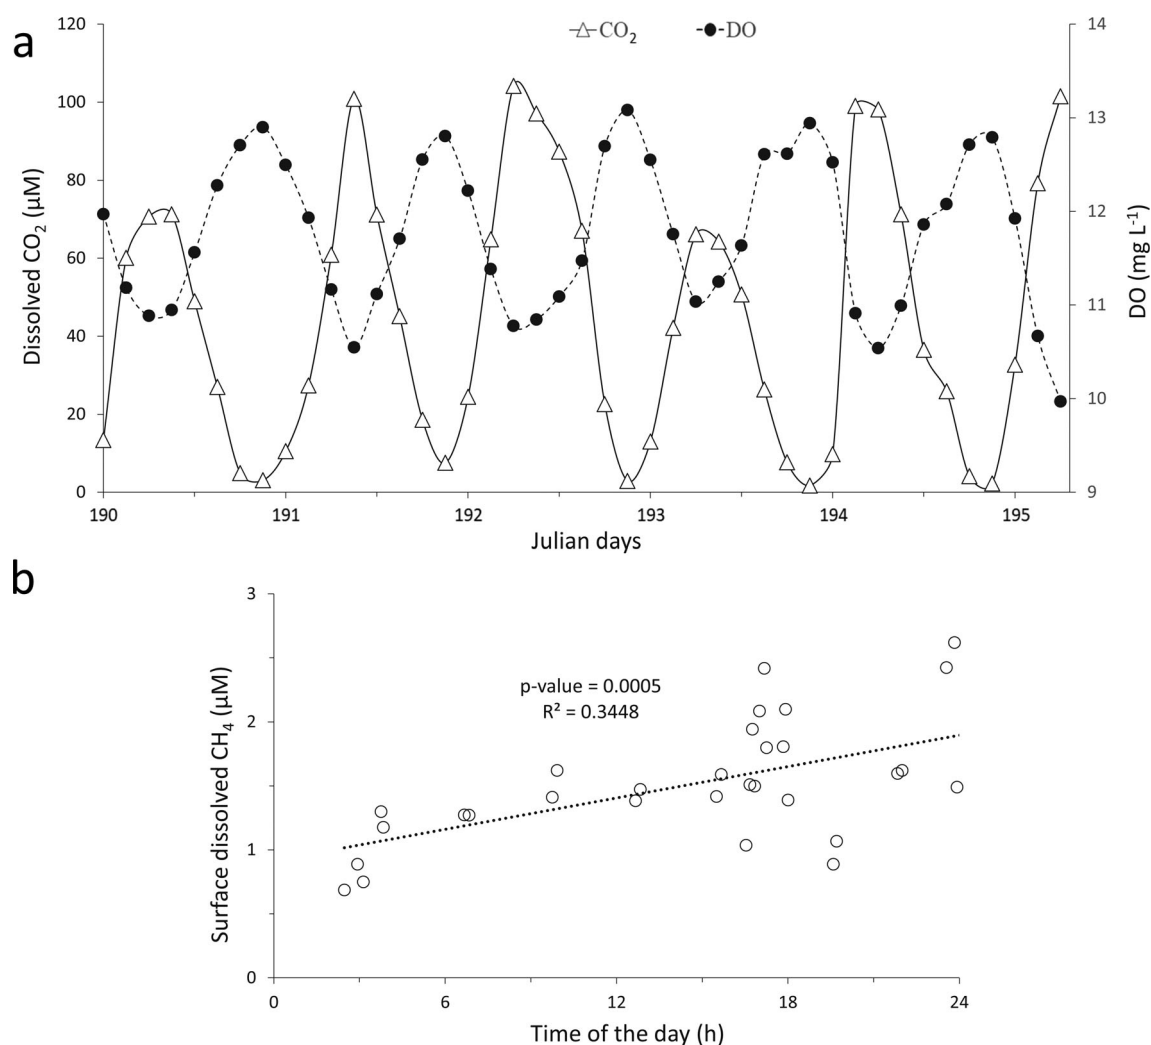 a
CO₂ DO
120
100
80
60
40
20
0
Dissolved CO₂ (µM)
14
13
12
11
10
9
DO (mg L⁻¹)
190 191 192 193 194 195
Julian days
b
3
2
1
0
Surface dissolved CH₄ (µM)
p-value = 0.0005
R² = 0.3448
0 6 12 18 24
Time of the day (h)